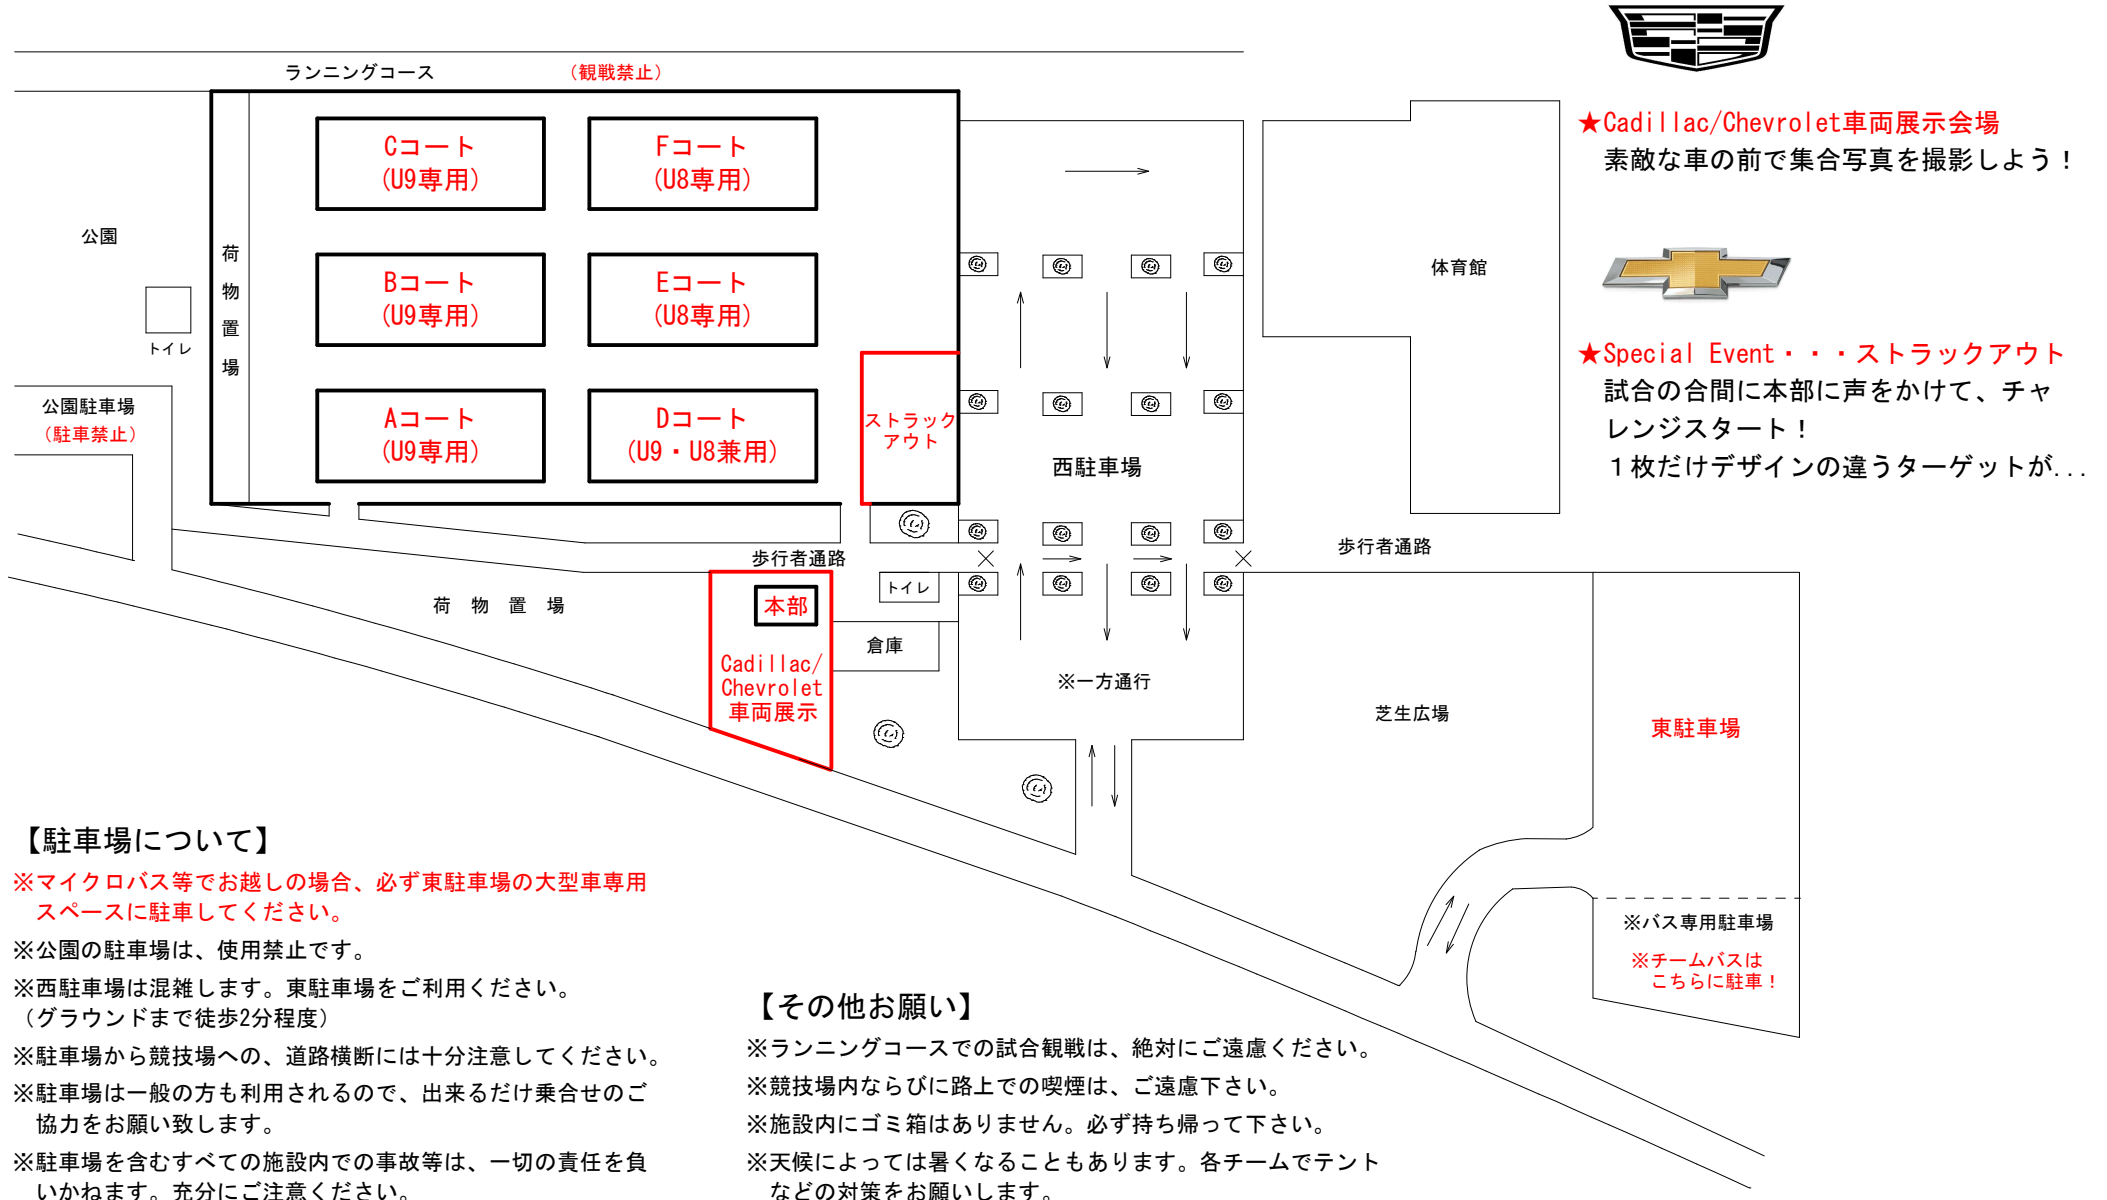 ランニングコース　（観戦禁止）
Cコート
(U9専用)
Fコート
(U8専用)
Bコート
(U9専用)
Eコート
(U8専用)
Aコート
(U9専用)
Dコート
(U9・U8兼用)
荷物置場
公園
トイレ
公園駐車場
（駐車禁止）
ストラック
アウト
西駐車場
体育館
歩行者通路
歩行者通路
荷物置場
本部
トイレ
倉庫
Cadillac/
Chevrolet
車両展示
※一方通行
芝生広場
東駐車場
※バス専用駐車場
※チームバスは
こちらに駐車！
★Cadillac/Chevrolet車両展示会場
素敵な車の前で集合写真を撮影しよう！
★Special Event・・・ストラックアウト
試合の合間に本部に声をかけて、チャ
レンジスタート！
１枚だけデザインの違うターゲットが...
【駐車場について】
※マイクロバス等でお越しの場合、必ず東駐車場の大型車専用
スペースに駐車してください。
※公園の駐車場は、使用禁止です。
※西駐車場は混雑します。東駐車場をご利用ください。
（グラウンドまで徒歩2分程度）
※駐車場から競技場への、道路横断には十分注意してください。
※駐車場は一般の方も利用されるので、出来るだけ乗合せのご
協力をお願い致します。
※駐車場を含むすべての施設内での事故等は、一切の責任を負
いかねます。充分にご注意ください。
【その他お願い】
※ランニングコースでの試合観戦は、絶対にご遠慮ください。
※競技場内ならびに路上での喫煙は、ご遠慮下さい。
※施設内にゴミ箱はありません。必ず持ち帰って下さい。
※天候によっては暑くなることもあります。各チームでテント
などの対策をお願いします。